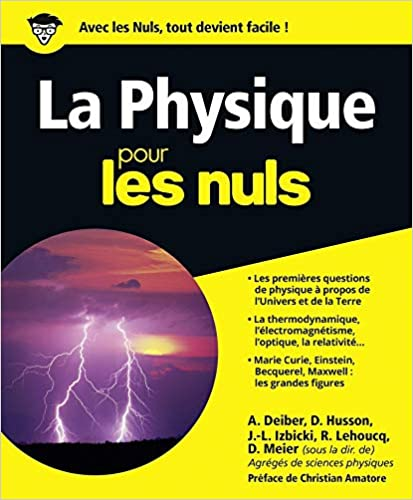 Avec les Nuls, tout devient facile !
La Physique
pour
les nuls
• Les premières questions
de physique à propos de
l'Univers et de la Terre
• La thermodynamique,
l'électromagnétisme,
l'optique, la relativité...
• Marie Curie, Einstein,
Becquerel, Maxwell :
les grandes figures
A. Deiber, D. Husson,
J.-L. Izbicki, R. Lehoucq,
D. Meier (sous la dir. de)
Agrégés de sciences physiques
Préface de Christian Amatore